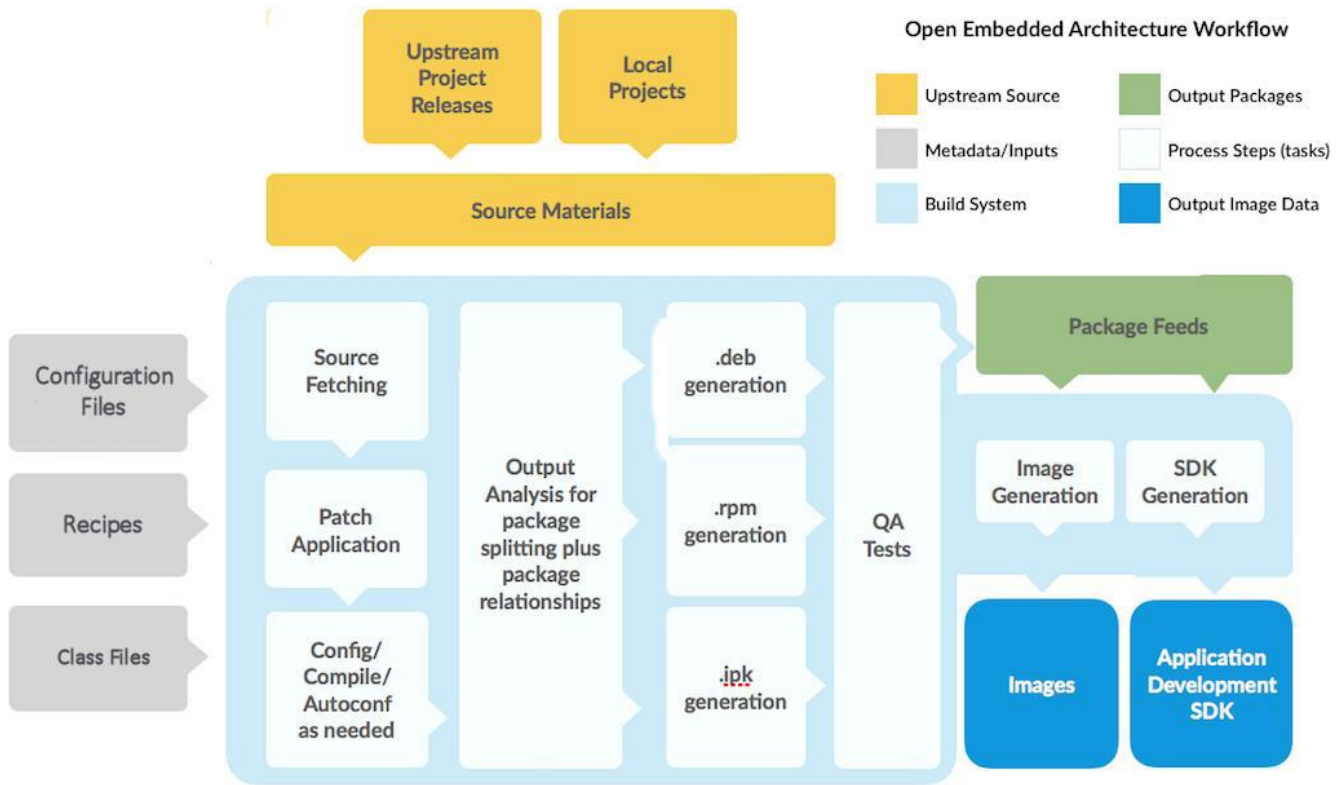 Open Embedded Architecture Workflow
Upstream Source
Output Packages
Metadata/Inputs
Process Steps (tasks)
Build System
Output Image Data
Upstream
Project
Releases
Local
Projects
Source Materials
Configuration
Files
Recipes
Class Files
Source
Fetching
Patch
Application
Config/
Compile/
Autoconf
as needed
Output
Analysis for
package
splitting plus
package
relationships
.deb
generation
.rpm
generation
.ipk
generation
QA
Tests
Package Feeds
Image
Generation
SDK
Generation
Images
Application
Development
SDK